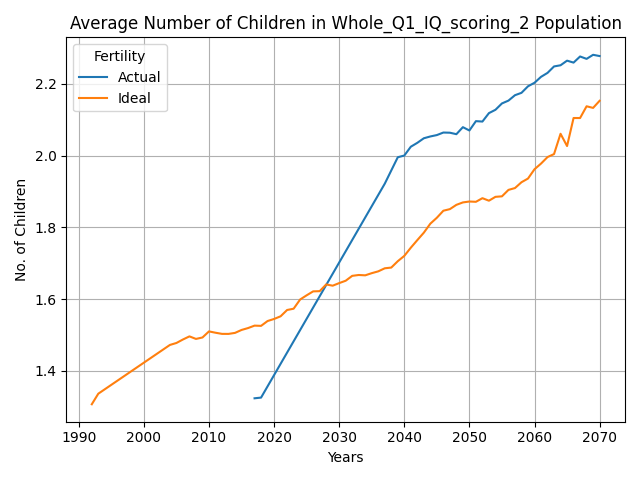 Average Number of Children in Whole_Q1_IQ_scoring_2 Population
Fertility
Actual
Ideal
No. of Children
2.2
2.0
1.8
1.6
1.4
1990 2000 2010 2020 2030 2040 2050 2060 2070
Years